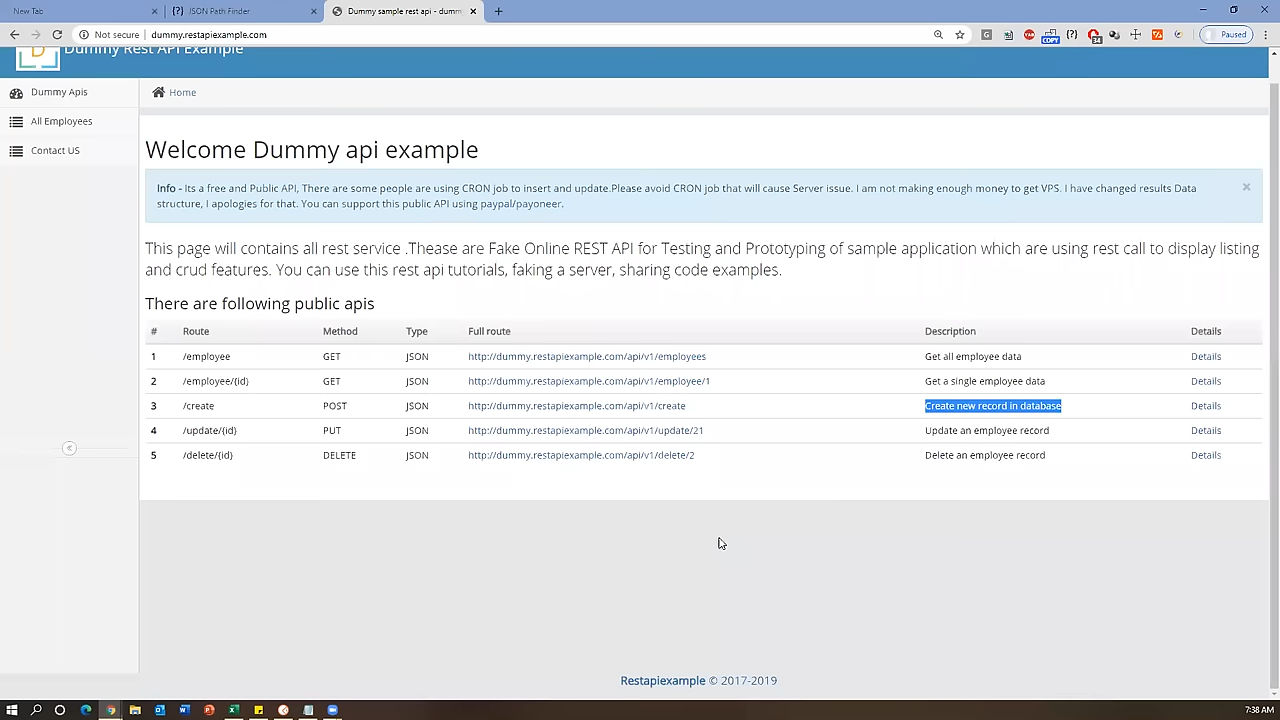 New Tab
JSON Path Finder
Dummy sample rest api - dumm
Not secure | dummy.restapiexample.com
COPY
34
Paused
Dummy Rest API Example
Dummy Apis
Home
All Employees
Contact US
Welcome Dummy api example
Info - Its a free and Public API, There are some people are using CRON job to insert and update.Please avoid CRON job that will cause Server issue. I am not making enough money to get VPS. I have changed results Data
structure, I apologies for that. You can support this public API using paypal/payoneer.
This page will contains all rest service .Thease are Fake Online REST API for Testing and Prototyping of sample application which are using rest call to display listing
and crud features. You can use this rest api tutorials, faking a server, sharing code examples.
There are following public apis
# Route Method Type Full route Description Details
1 /employee GET JSON http://dummy.restapiexample.com/api/v1/employees Get all employee data Details
2 /employee/{id} GET JSON http://dummy.restapiexample.com/api/v1/employee/1 Get a single employee data Details
3 /create POST JSON http://dummy.restapiexample.com/api/v1/create Create new record in database Details
4 /update/{id} PUT JSON http://dummy.restapiexample.com/api/v1/update/21 Update an employee record Details
5 /delete/{id} DELETE JSON http://dummy.restapiexample.com/api/v1/delete/2 Delete an employee record Details
Restapiexample © 2017-2019
7:38 AM